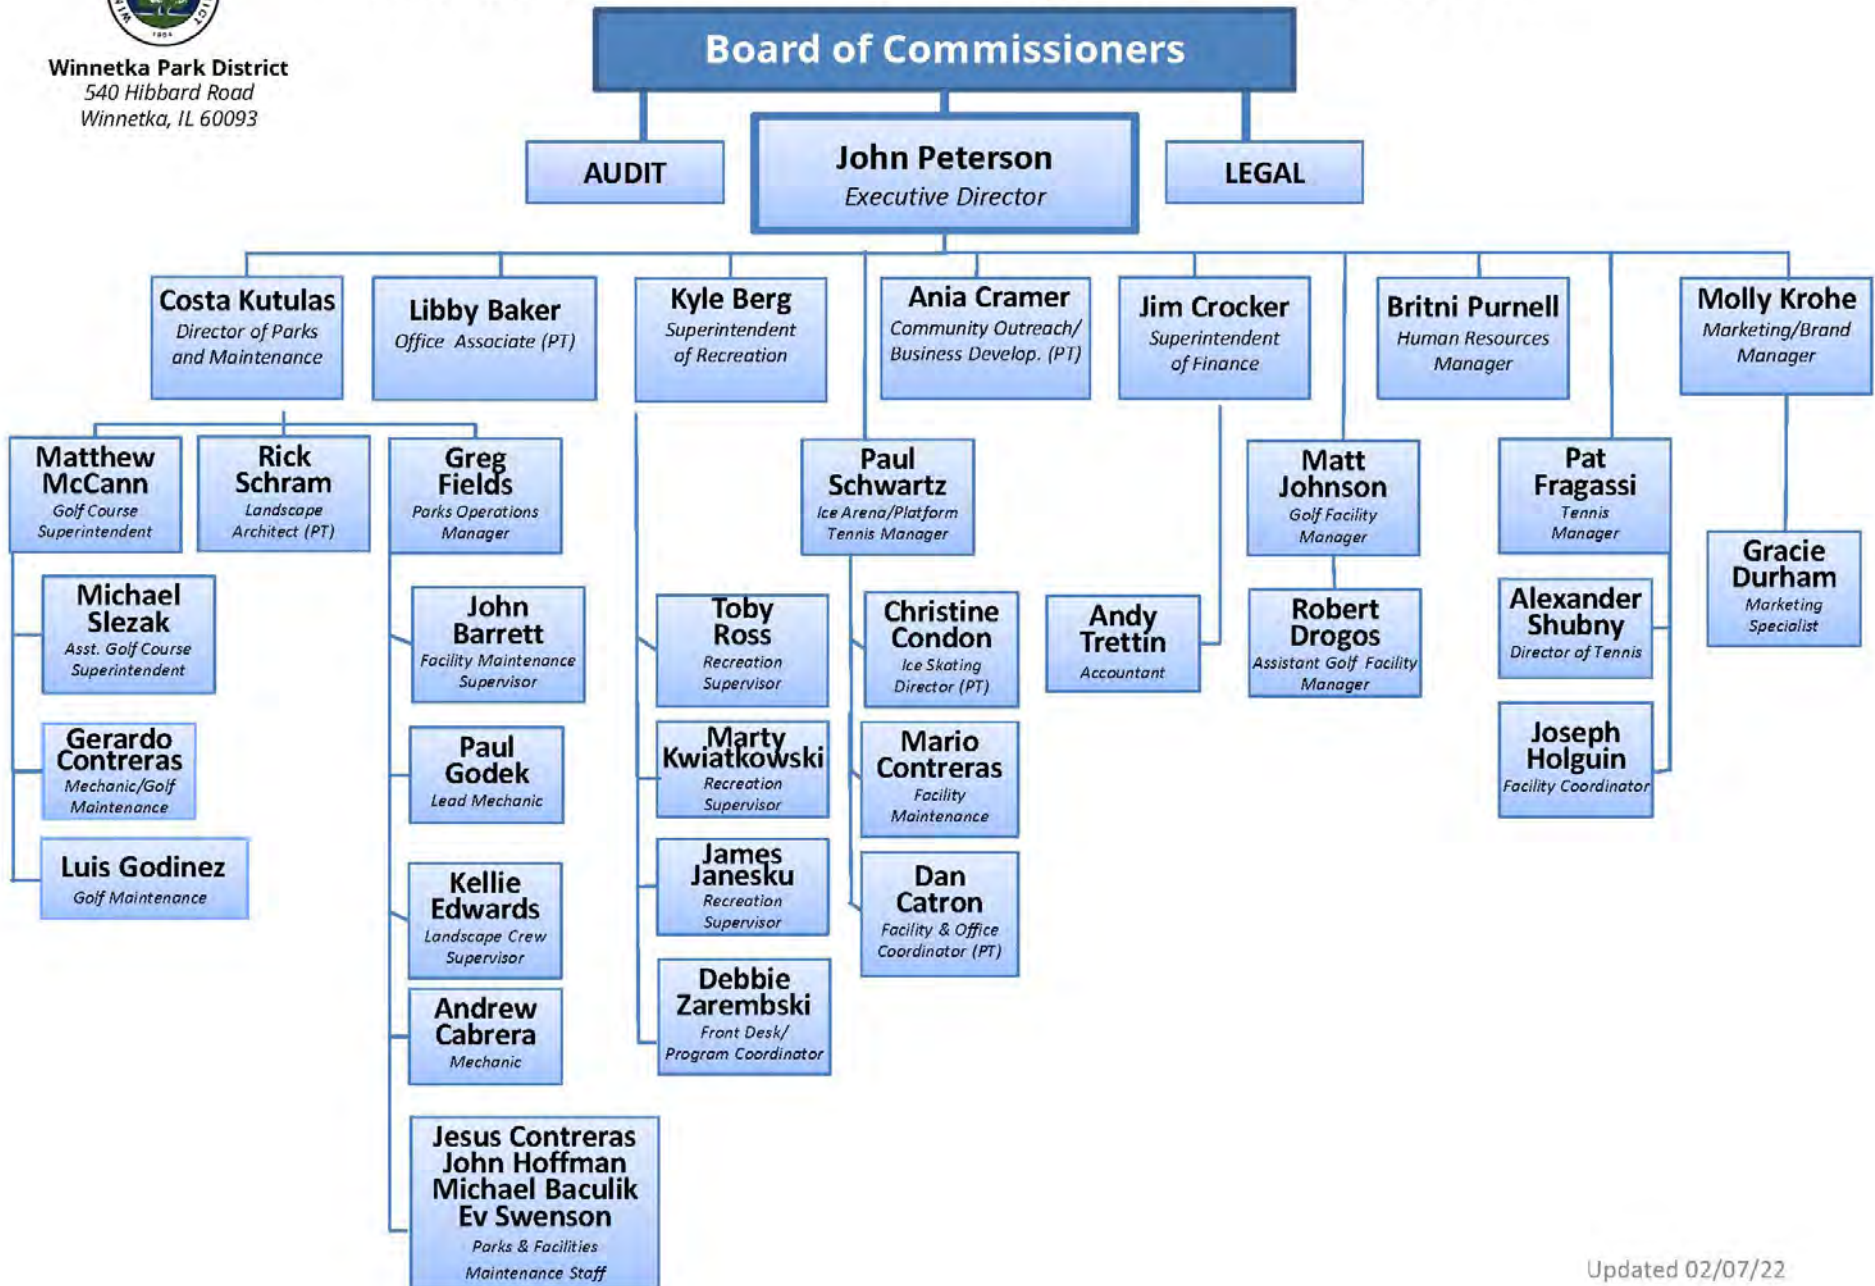 WIN
RICT
1904
Winnetka Park District
540 Hibbard Road
Winnetka, IL 60093
Board of Commissioners
AUDIT
John Peterson
Executive Director
LEGAL
Costa Kutulas
Director of Parks
and Maintenance
Libby Baker
Office Associate (PT)
Kyle Berg
Superintendent
of Recreation
Ania Cramer
Community Outreach/
Business Develop. (PT)
Jim Crocker
Superintendent
of Finance
Britni Purnell
Human Resources
Manager
Molly Krohe
Marketing/Brand
Manager
Matthew
McCann
Golf Course
Superintendent
Rick
Schram
Landscape
Architect (PT)
Greg
Fields
Parks Operations
Manager
Paul
Schwartz
Ice Arena/Platform
Tennis Manager
Matt
Johnson
Golf Facility
Manager
Pat
Fragassi
Tennis
Manager
Gracie
Durham
Marketing
Specialist
Michael
Slezak
Asst. Golf Course
Superintendent
John
Barrett
Facility Maintenance
Supervisor
Toby
Ross
Recreation
Supervisor
Christine
Condon
Ice Skating
Director (PT)
Andy
Trettin
Accountant
Robert
Drogos
Assistant Golf Facility
Manager
Alexander
Shubny
Director of Tennis
Gerardo
Contreras
Mechanic/Golf
Maintenance
Paul
Godek
Lead Mechanic
Marty
Kwiatkowski
Recreation
Supervisor
Mario
Contreras
Facility
Maintenance
Joseph
Holguin
Facility Coordinator
Luis Godinez
Golf Maintenance
Kellie
Edwards
Landscape Crew
Supervisor
James
Janesku
Recreation
Supervisor
Dan
Catron
Facility & Office
Coordinator (PT)
Andrew
Cabrera
Mechanic
Debbie
Zarembski
Front Desk/
Program Coordinator
Jesus Contreras
John Hoffman
Michael Baculik
Ev Swenson
Parks & Facilities
Maintenance Staff
Updated 02/07/22